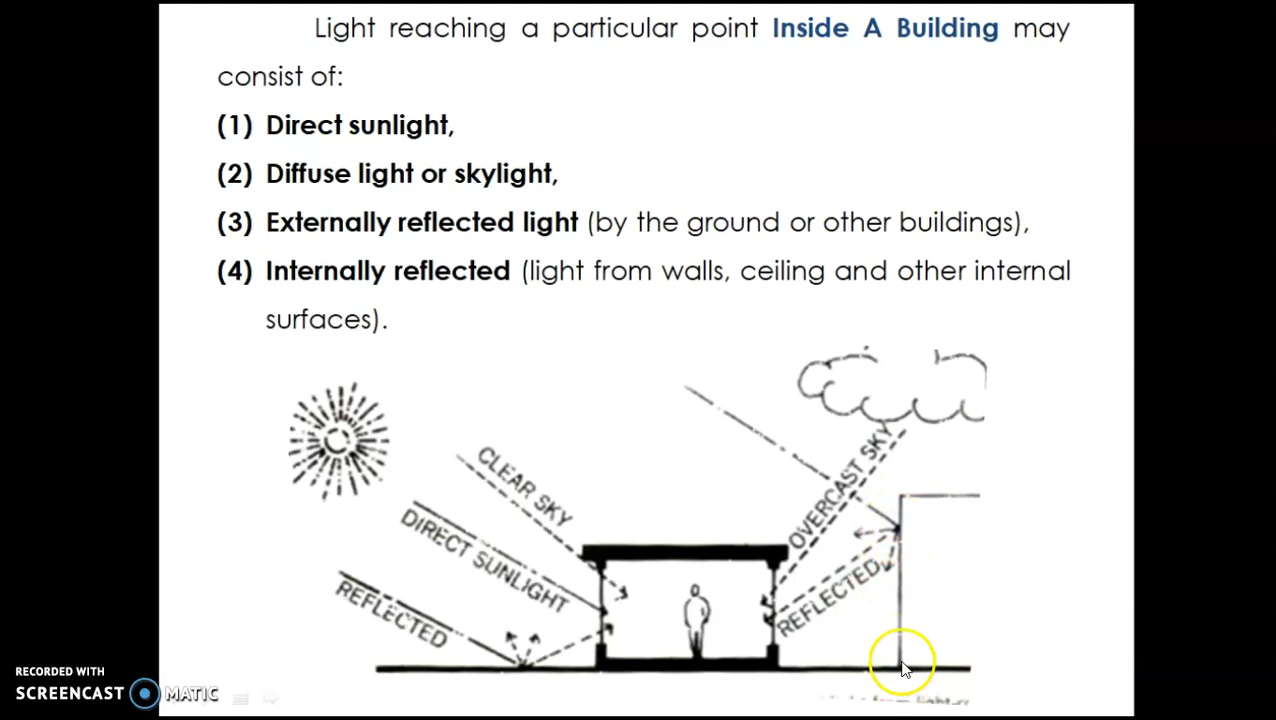 Light reaching a particular point Inside A Building may
consist of:
(1) Direct sunlight,
(2) Diffuse light or skylight,
(3) Externally reflected light (by the ground or other buildings),
(4) Internally reflected (light from walls, ceiling and other internal
surfaces).
CLEAR SKY
DIRECT SUNLIGHT
REFLECTED
OVERCAST SKY
REFLECTED
RECORDED WITH
SCREENCAST MATIC